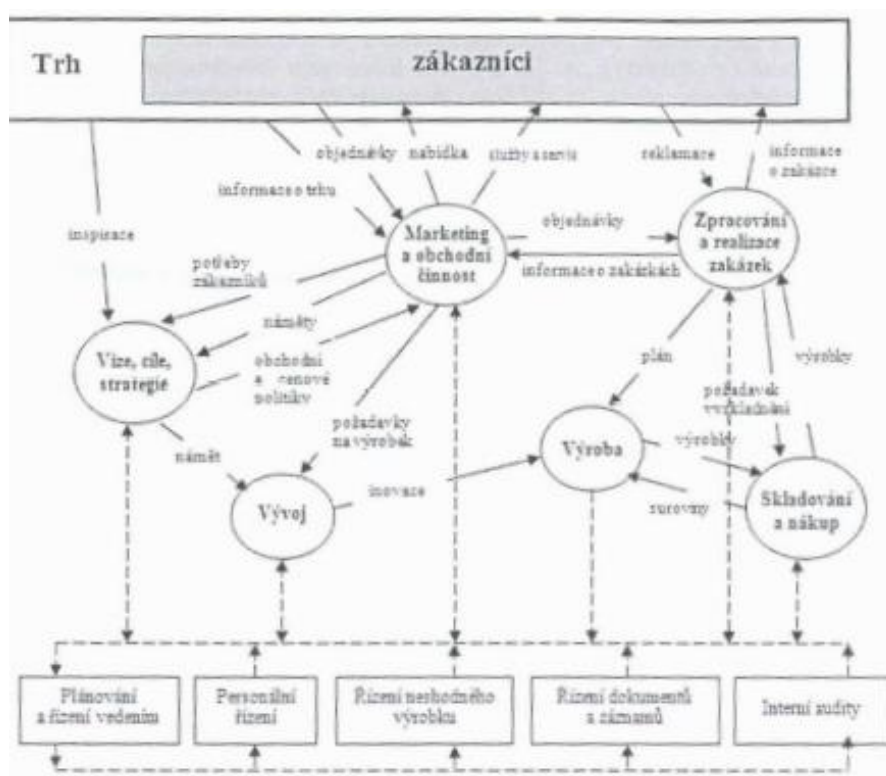 Trh
zákazníci
objednávky
nabídka
služby a servis
reklamace
informace
o zakázce
informace o trhu
inspirace
Marketing
a obchodní
činnost
objednávky
informace o zakázkách
Zpracování
a realizace
zakázek
potřeby
zákazníků
náměty
obchodní
a cenové
politiky
Vize, cíle,
strategie
plán
výrobky
požadavek
vyskladnění
požadavky
na výrobek
námět
Vývoj
inovace
Výroba
výrobky
suroviny
Skladování
a nákup
Plánování
a řízení vedením
Personální
řízení
Řízení neshodného
výrobku
Řízení dokumentů
a záznamů
Interní audity